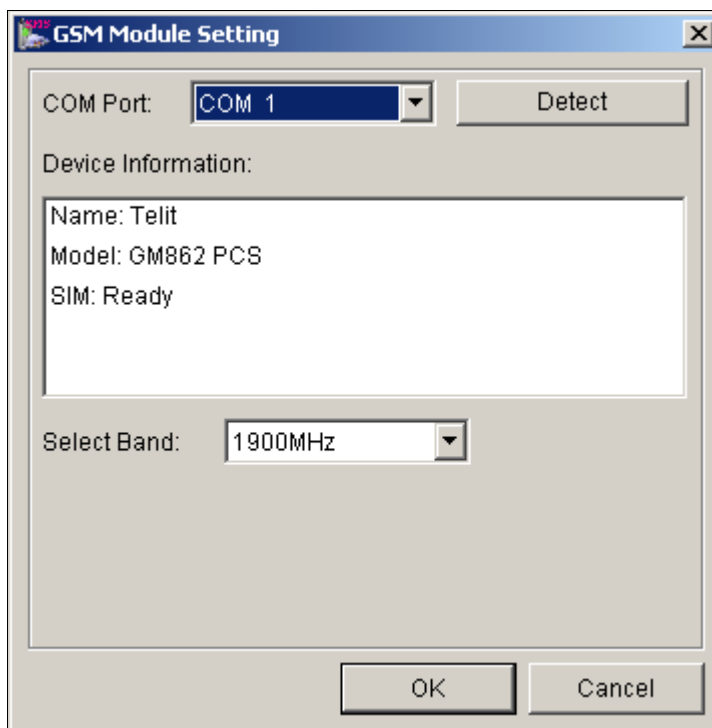 GSM Module Setting
COM Port: COM 1 Detect
Device Information:
Name: Telit
Model: GM862 PCS
SIM: Ready
Select Band: 1900MHz
OK Cancel